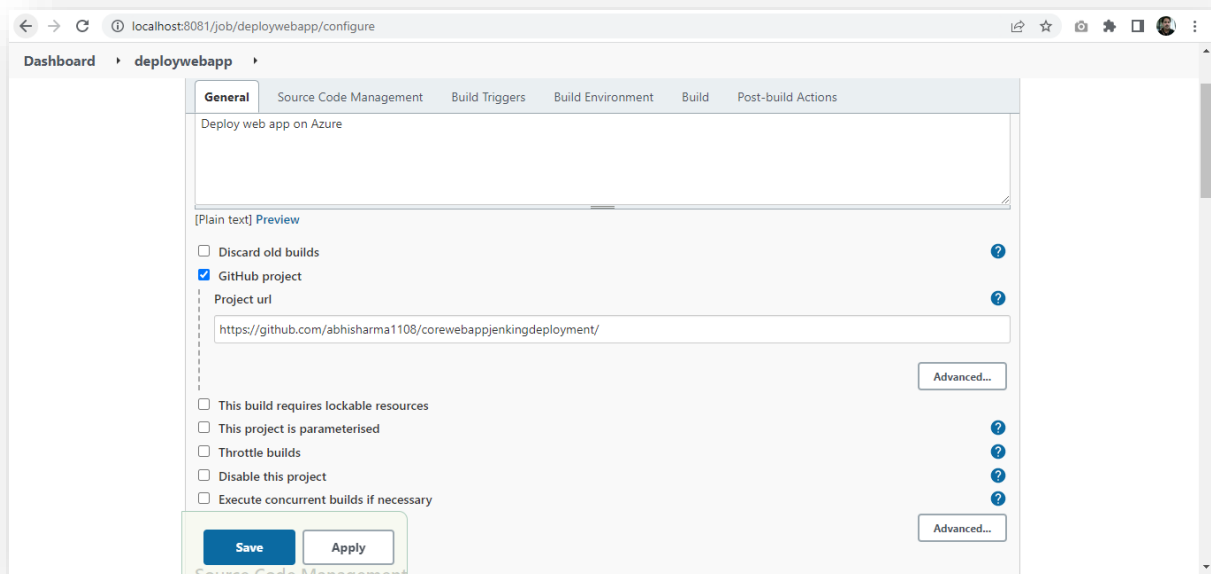 localhost:8081/job/deploywebapp/configure
Dashboard deploywebapp
General Source Code Management Build Triggers Build Environment Build Post-build Actions
Deploy web app on Azure
[Plain text] Preview
Discard old builds ?
GitHub project
Project url ?
https://github.com/abhisharma1108/corewebappjenkingdeployment/
Advanced...
This build requires lockable resources
This project is parameterised ?
Throttle builds ?
Disable this project ?
Execute concurrent builds if necessary ?
Advanced...
Save Apply
Source Code Management